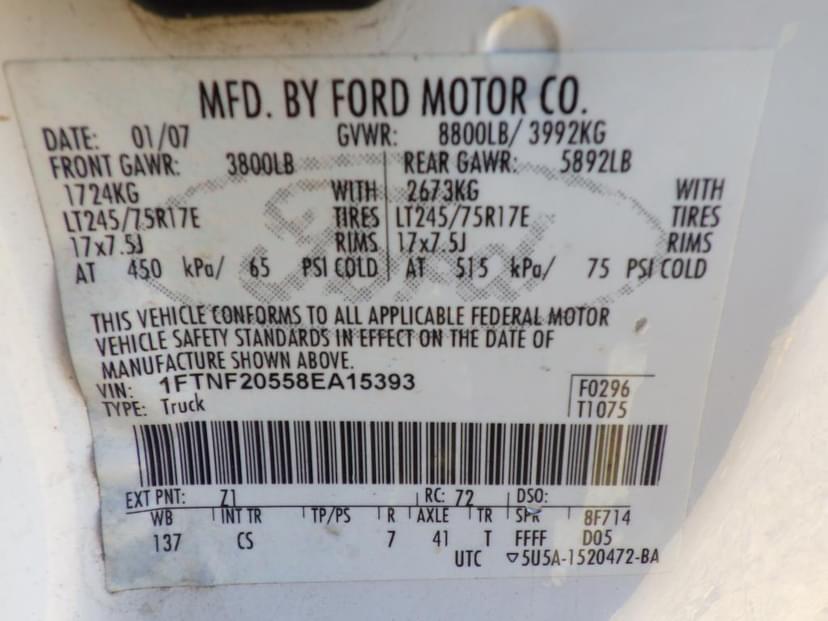 MFD. BY FORD MOTOR CO.
DATE: 01/07 GVWR: 8800LB/ 3992KG
FRONT GAWR: 3800LB REAR GAWR: 5892LB
1724KG WITH 2673KG WITH
LT245/75R17E TIRES LT245/75R17E TIRES
17x7.5J RIMS 17x7.5J RIMS
AT 450 kPa/ 65 PSI COLD AT 515 kPa/ 75 PSI COLD
Ford
THIS VEHICLE CONFORMS TO ALL APPLICABLE FEDERAL MOTOR
VEHICLE SAFETY STANDARDS IN EFFECT ON THE DATE OF
MANUFACTURE SHOWN ABOVE.
VIN: 1FTNF20558EA15393
TYPE: Truck
F0296
T1075
EXT PNT: Z1 RC: 72 DSO:
WB INT TR TP/PS R AXLE TR SPR 8F714
137 CS 7 41 T FFFF D05
UTC ▽5U5A-1520472-BA